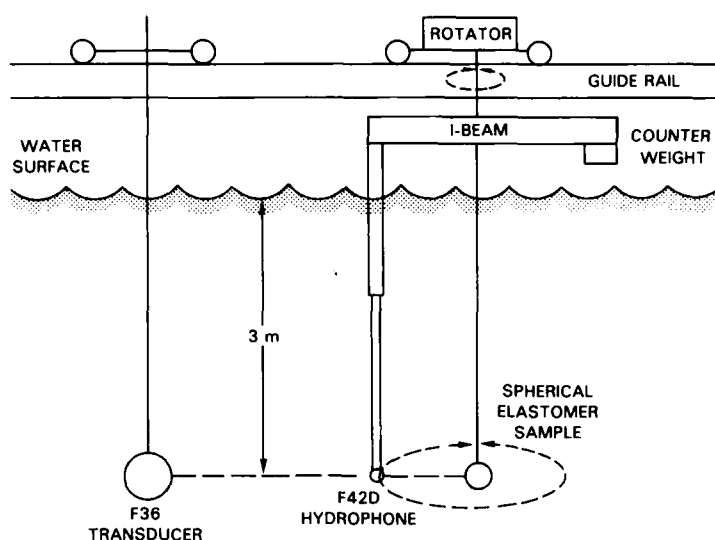 ROTATOR
GUIDE RAIL
I-BEAM
WATER
SURFACE
COUNTER
WEIGHT
3 m
SPHERICAL
ELASTOMER
SAMPLE
F36
TRANSDUCER
F42D
HYDROPHONE